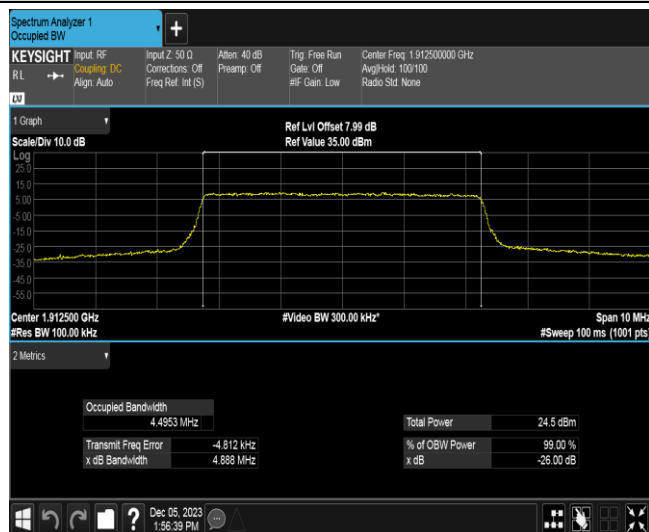 Spectrum Analyzer 1
Occupied BW
+
KEYSIGHT
RL
LXI
Input: RF
Coupling: DC
Align: Auto
Input Z: 50 Ω
Corrections: Off
Freq Ref: Int (S)
Atten: 40 dB
Preamp: Off
Trig: Free Run
Gate: Off
#IF Gain: Low
Center Freq: 1.912500000 GHz
Avg|Hold: 100/100
Radio Std: None
1 Graph
Scale/Div 10.0 dB
Ref Lvl Offset 7.99 dB
Ref Value 35.00 dBm
Log
25.0
15.0
5.00
-5.00
-15.0
-25.0
-35.0
-45.0
-55.0
Center 1.912500 GHz
#Res BW 100.00 kHz
#Video BW 300.00 kHz*
Span 10 MHz
#Sweep 100 ms (1001 pts)
2 Metrics
Occupied Bandwidth
4.4953 MHz
Transmit Freq Error -4.812 kHz
x dB Bandwidth 4.888 MHz
Total Power 24.5 dBm
% of OBW Power 99.00 %
x dB -26.00 dB
?
Dec 05, 2023
1:56:39 PM